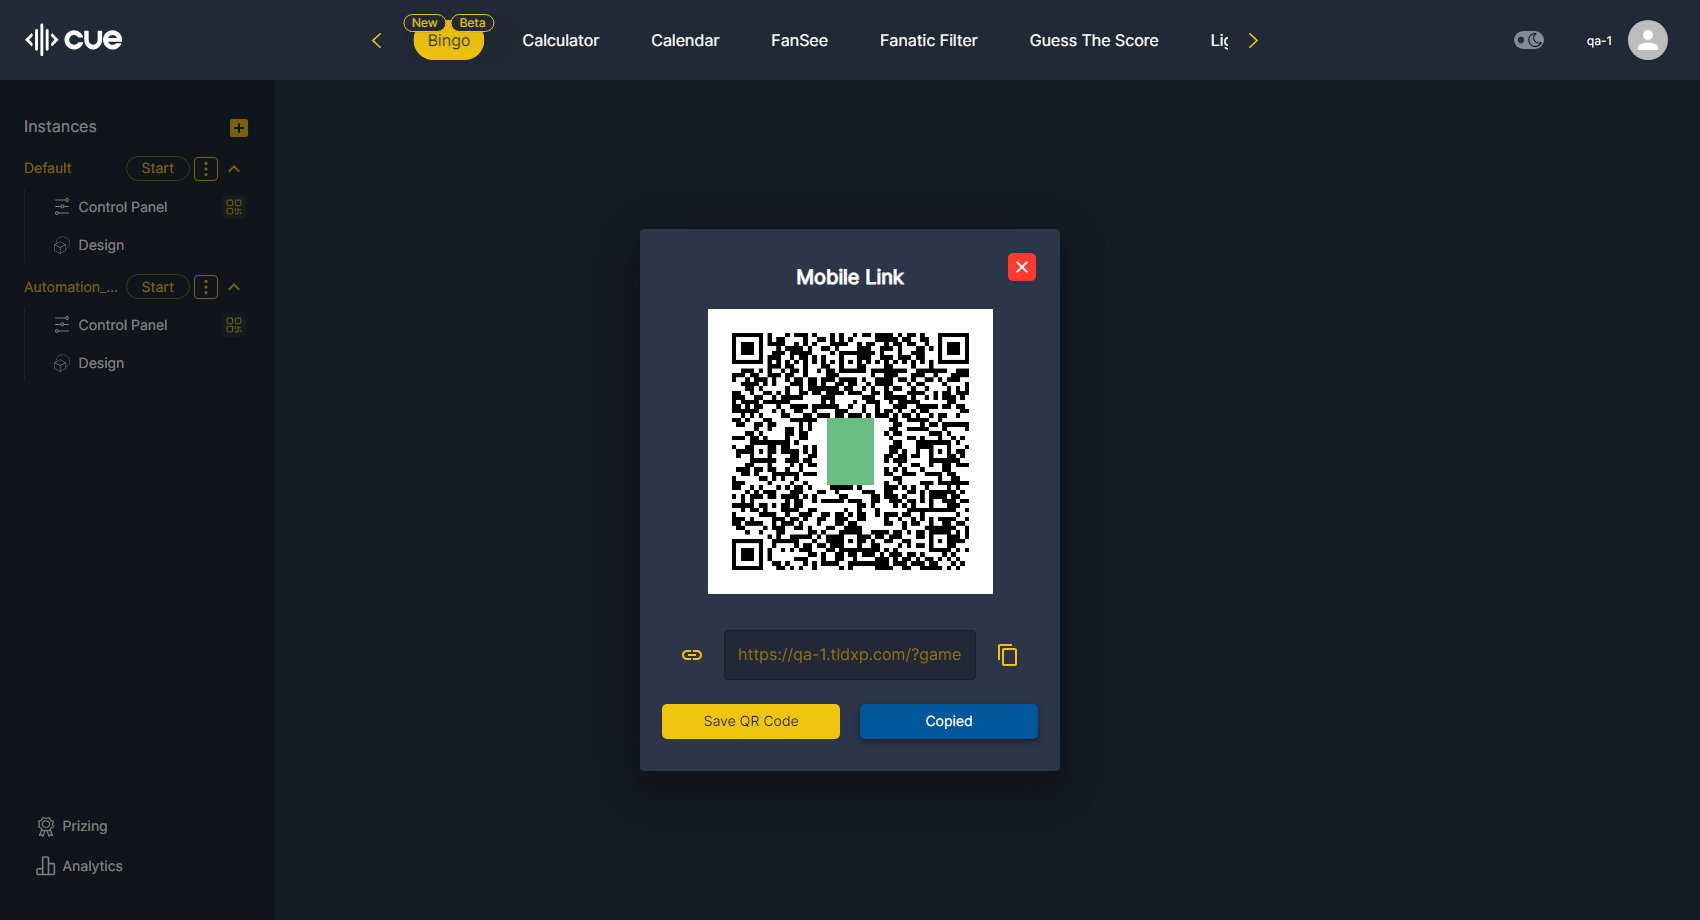 cue
New Beta
Bingo Calculator Calendar FanSee Fanatic Filter Guess The Score
qa-1
Instances
Default Start
Control Panel
Design
Automation_... Start
Control Panel
Design
Prizing
Analytics
Mobile Link
https://qa-1.tldxp.com/?game
Save QR Code Copied